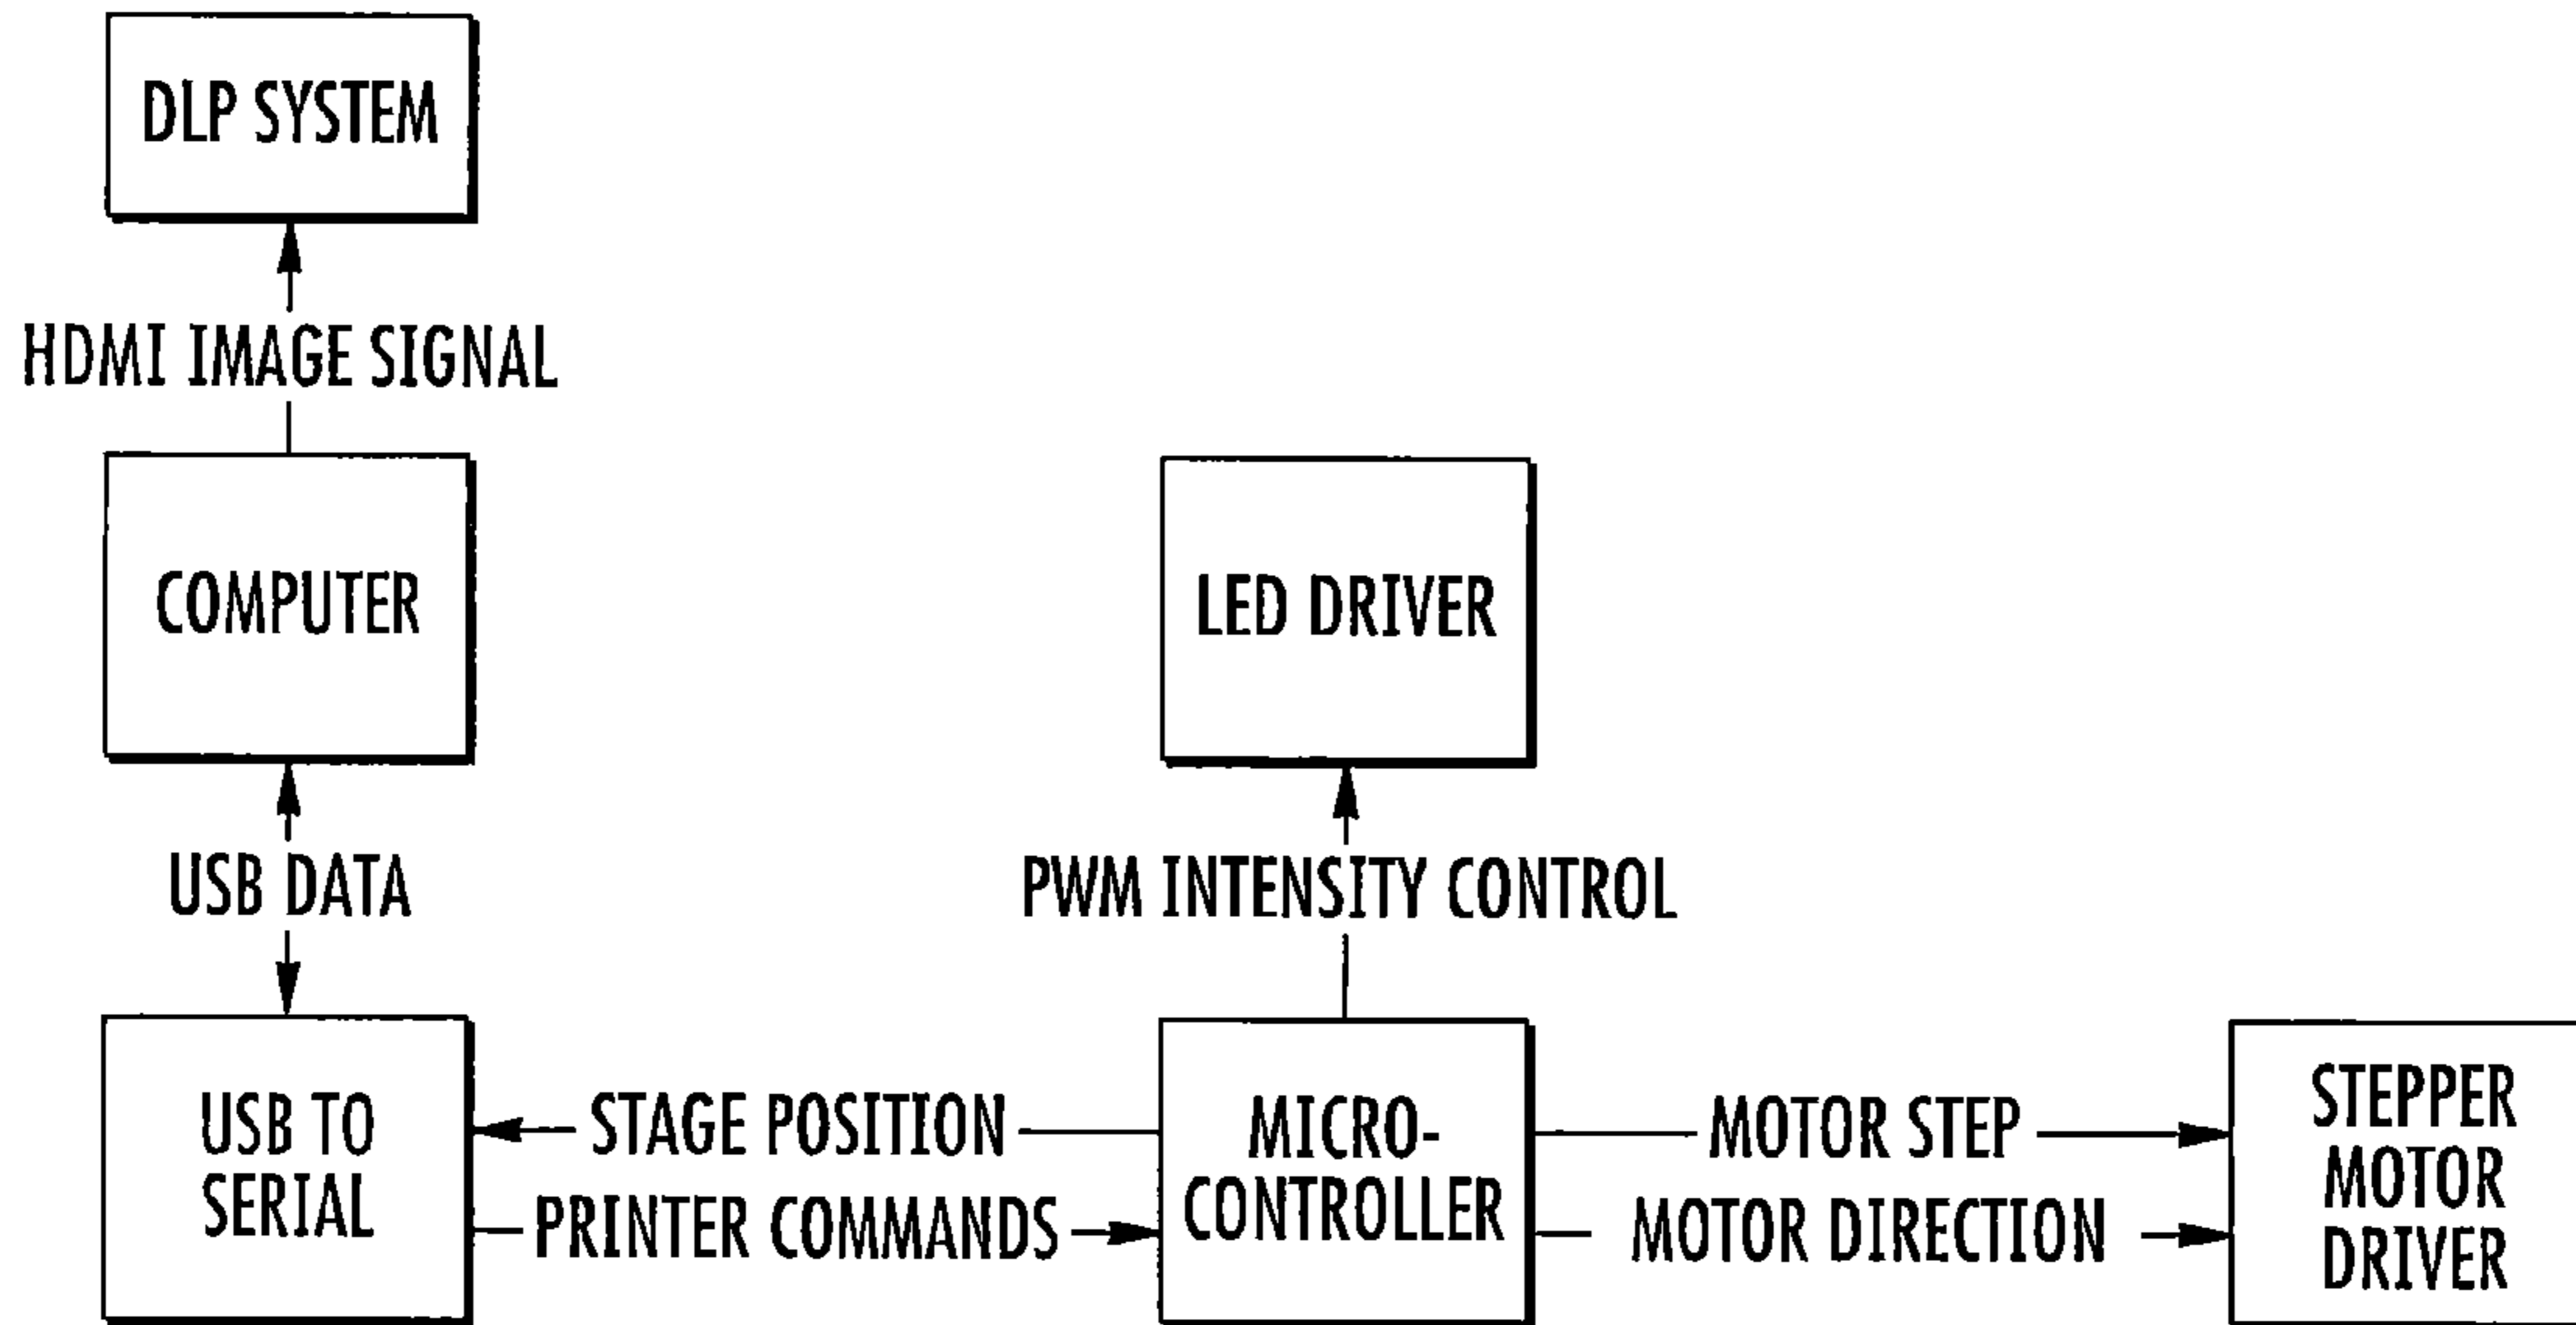 DLP SYSTEM
HDMI IMAGE SIGNAL
COMPUTER
LED DRIVER
USB DATA
PWM INTENSITY CONTROL
USB TO
SERIAL
STAGE POSITION
PRINTER COMMANDS
MICRO-
CONTROLLER
MOTOR STEP
MOTOR DIRECTION
STEPPER
MOTOR
DRIVER